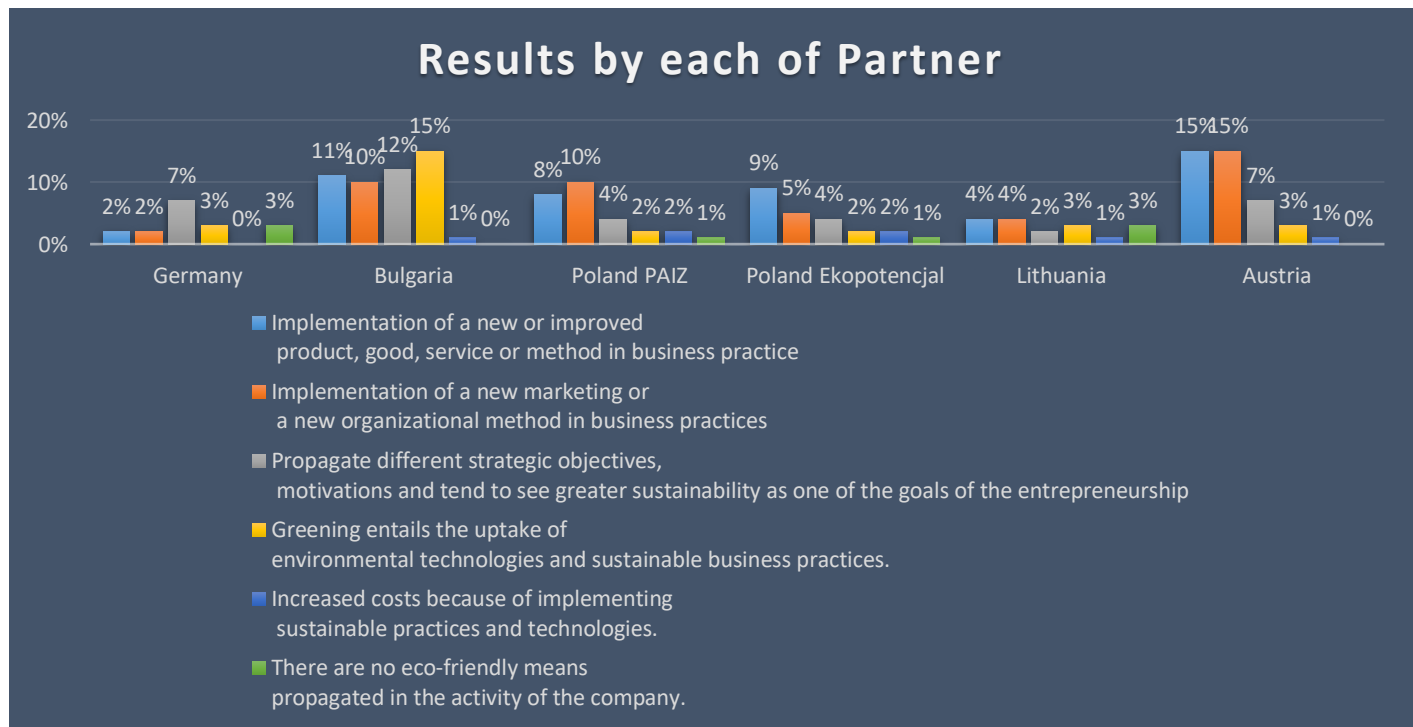 Results by each of Partner
20%
10%
0%
2% 2% 7% 3% 0% 3%
11% 10% 12% 15% 1% 0%
8% 10% 4% 2% 2% 1%
9% 5% 4% 2% 2% 1%
4% 4% 2% 3% 1% 3%
15% 15% 7% 3% 1% 0%
Germany Bulgaria Poland PAIZ Poland Ekopotencjal Lithuania Austria
Implementation of a new or improved
product, good, service or method in business practice
Implementation of a new marketing or
a new organizational method in business practices
Propagate different strategic objectives,
motivations and tend to see greater sustainability as one of the goals of the entrepreneurship
Greening entails the uptake of
environmental technologies and sustainable business practices.
Increased costs because of implementing
sustainable practices and technologies.
There are no eco-friendly means
propagated in the activity of the company.